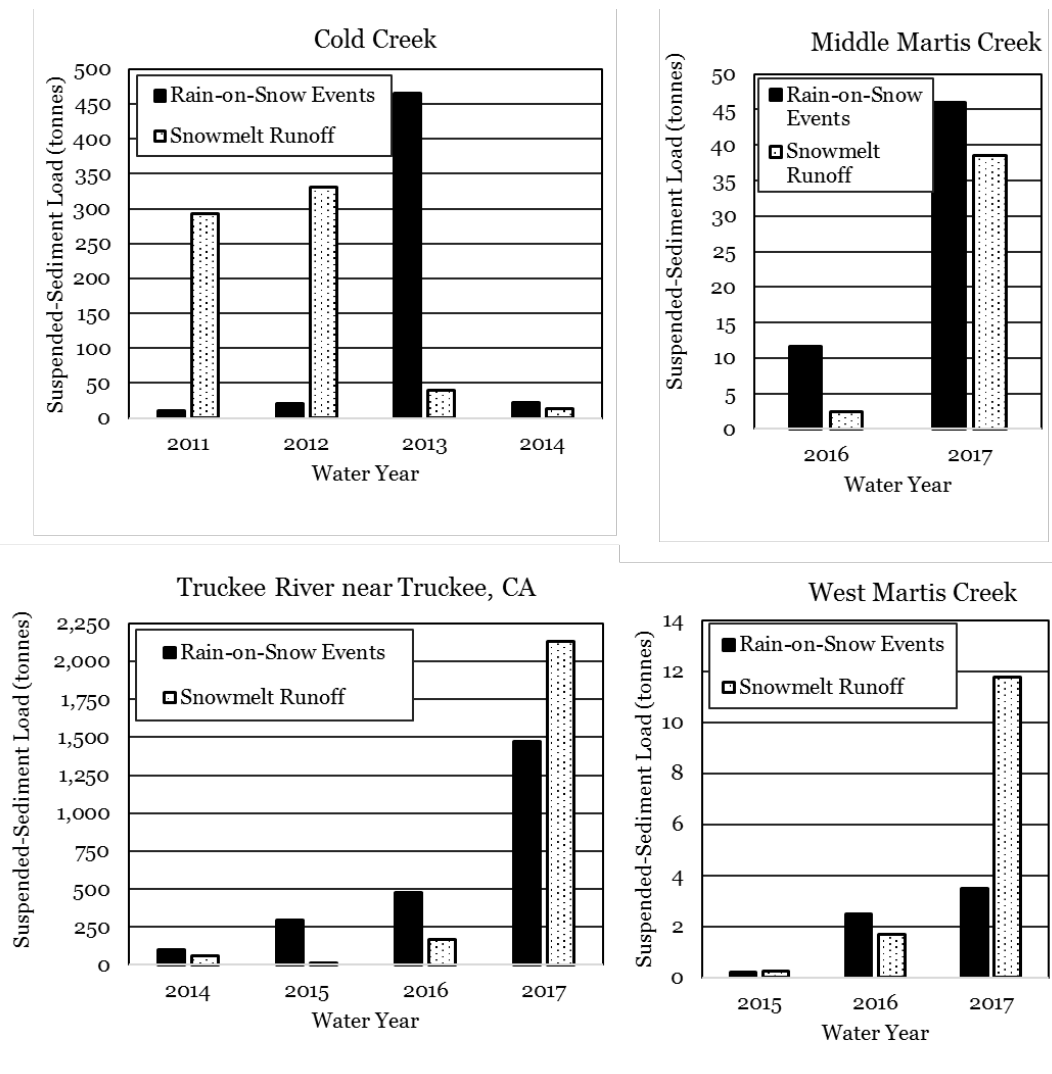 Cold Creek
Suspended-Sediment Load (tonnes)
500
450
400
350
300
250
200
150
100
50
0
Rain-on-Snow Events
Snowmelt Runoff
2011 2012 2013 2014
Water Year
Middle Martis Creek
Suspended-Sediment Load (tonnes)
50
45
40
35
30
25
20
15
10
5
0
Rain-on-Snow
Events
Snowmelt
Runoff
2016 2017
Water Year
Truckee River near Truckee, CA
Suspended-Sediment Load (tonnes)
2,250
2,000
1,750
1,500
1,250
1,000
750
500
250
0
Rain-on-Snow Events
Snowmelt Runoff
2014 2015 2016 2017
Water Year
West Martis Creek
Suspended-Sediment Load (tonnes)
14
12
10
8
6
4
2
0
Rain-on-Snow Events
Snowmelt Runoff
2015 2016 2017
Water Year